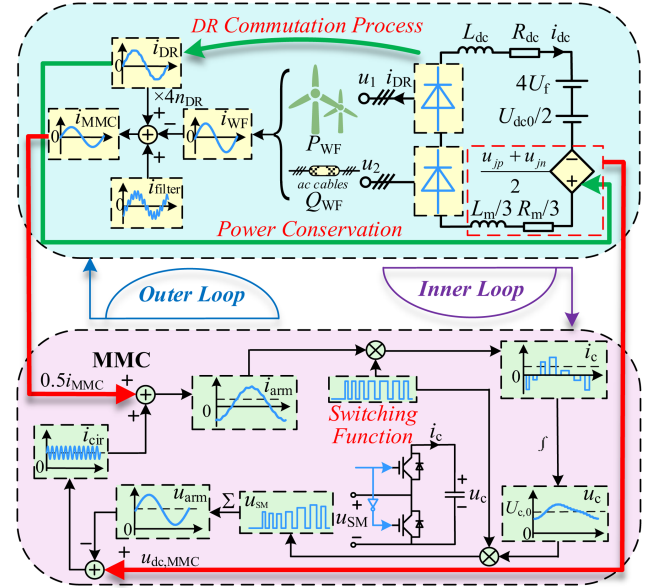 DR Commutation Process
L_dc R_dc i_dc
0 i_DR
×4n_DR
u_1 i_DR
4U_f
U_dc0/2
i_MMC
0
+
+
−
i_WF
0
P_WF
ac cables
Q_WF
u_2
u_jp + u_jn
2
−
+
i_filter
0
Power Conservation
L_m/3 R_m/3
Outer Loop
Inner Loop
MMC
0.5i_MMC
+
+
i_arm
0
i_c
0
Switching
Function
i_cir
0
∫
i_c
+
−
u_c
u_arm
0
Σ
u_SM
+
u_SM
−
U_c,0
u_c
0
−
+
u_dc,MMC